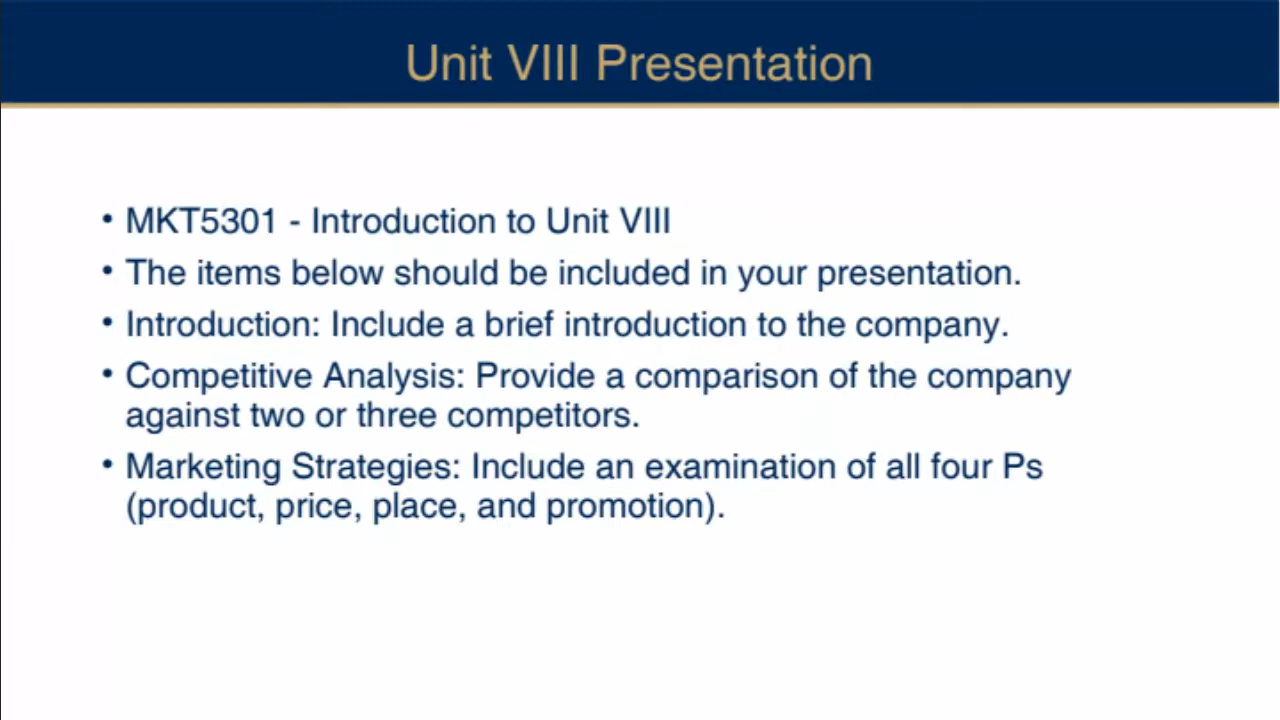 Unit VIII Presentation
• MKT5301 - Introduction to Unit VIII
• The items below should be included in your presentation.
• Introduction: Include a brief introduction to the company.
• Competitive Analysis: Provide a comparison of the company
against two or three competitors.
• Marketing Strategies: Include an examination of all four Ps
(product, price, place, and promotion).